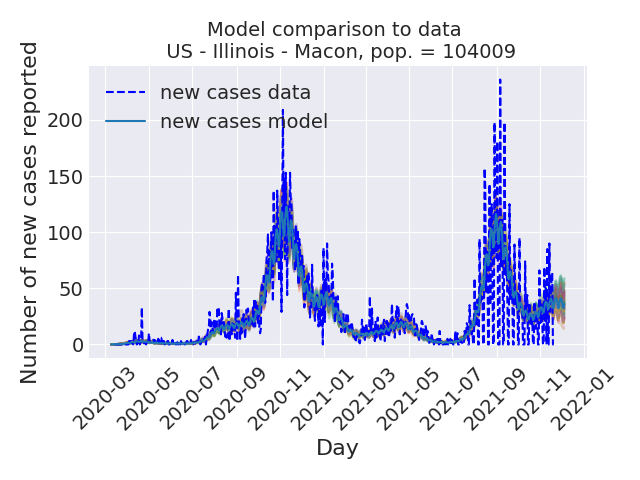 Model comparison to data
US - Illinois - Macon, pop. = 104009
new cases data
new cases model
Number of new cases reported
200
150
100
50
0
2020-03
2020-05
2020-07
2020-09
2020-11
2021-01
2021-03
2021-05
2021-07
2021-09
2021-11
2022-01
Day